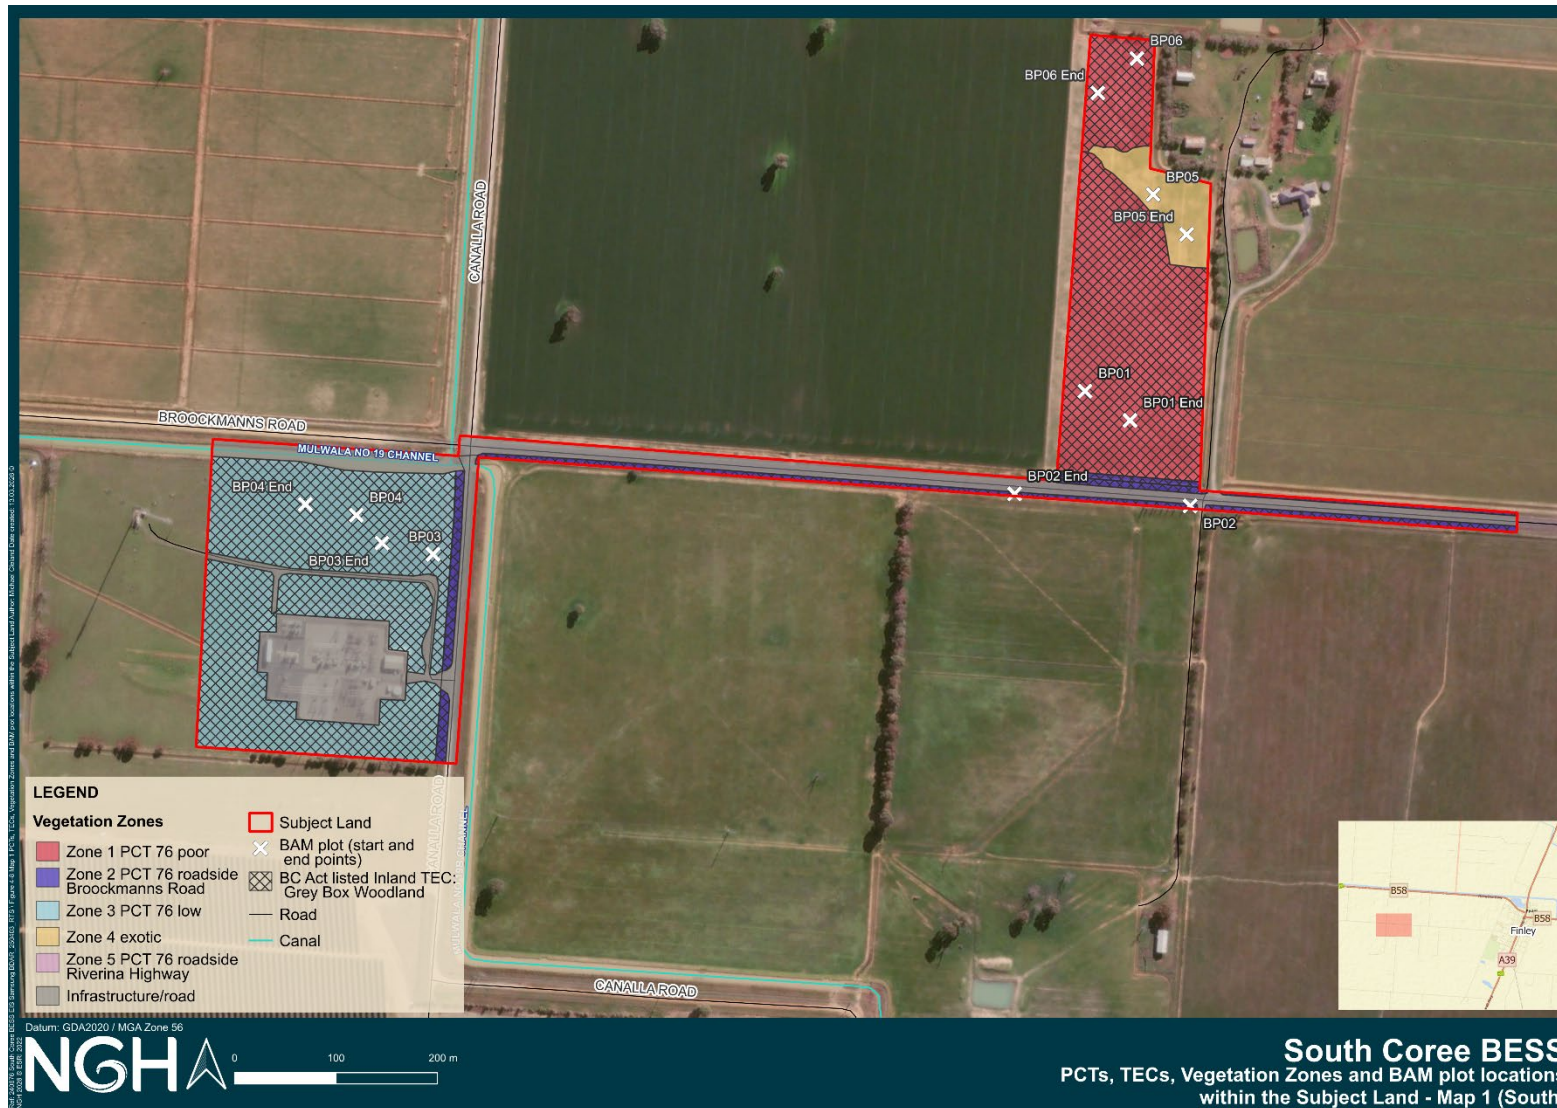 BP06
BP06 End
BP05
BP05 End
CANALLA ROAD
BP01
BP01 End
BROOCKMANNS ROAD
MULWALA NO 19 CHANNEL
BP02 End
BP02
BP04 End
BP04
BP03
BP03 End
CANALLA ROAD
CANALLA ROAD
LEGEND
Vegetation Zones
Zone 1 PCT 76 poor
Zone 2 PCT 76 roadside
Broockmanns Road
Zone 3 PCT 76 low
Zone 4 exotic
Zone 5 PCT 76 roadside
Riverina Highway
Infrastructure/road
Subject Land
BAM plot (start and
end points)
BC Act listed Inland TEC:
Grey Box Woodland
Road
Canal
B58
B58
Finley
A39
Datum: GDA2020 / MGA Zone 56
NGH
0 100 200 m
South Coree BESS
PCTs, TECs, Vegetation Zones and BAM plot locations
within the Subject Land - Map 1 (South